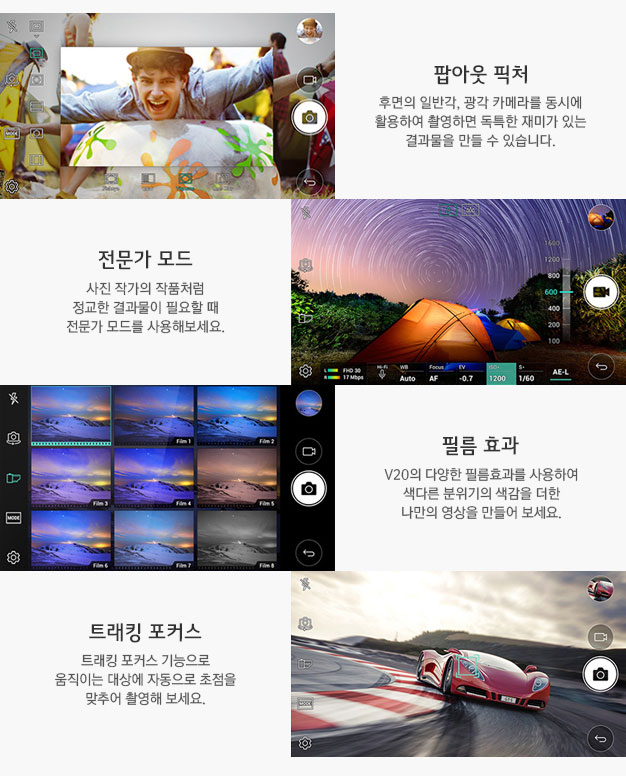 팝아웃 픽처
후면의 일반각, 광각 카메라를 동시에
활용하여 촬영하면 독특한 재미가 있는
결과물을 만들 수 있습니다.
MODE
전문가 모드
사진 작가의 작품처럼
정교한 결과물이 필요할 때
전문가 모드를 사용해보세요.
1600
1200
800
600
400
200
100
L FHD 30
R 17 Mbps
Hi-Fi
WB
Auto
Focus
AF
EV
-0.7
ISO
1200
S
1/60
AE-L
Film 1
Film 2
Film 3
Film 4
Film 5
Film 6
Film 7
Film 8
MODE
필름 효과
V20의 다양한 필름효과를 사용하여
색다른 분위기의 색감을 더한
나만의 영상을 만들어 보세요.
트래킹 포커스
트래킹 포커스 기능으로
움직이는 대상에 자동으로 초점을
맞추어 촬영해 보세요.
MODE